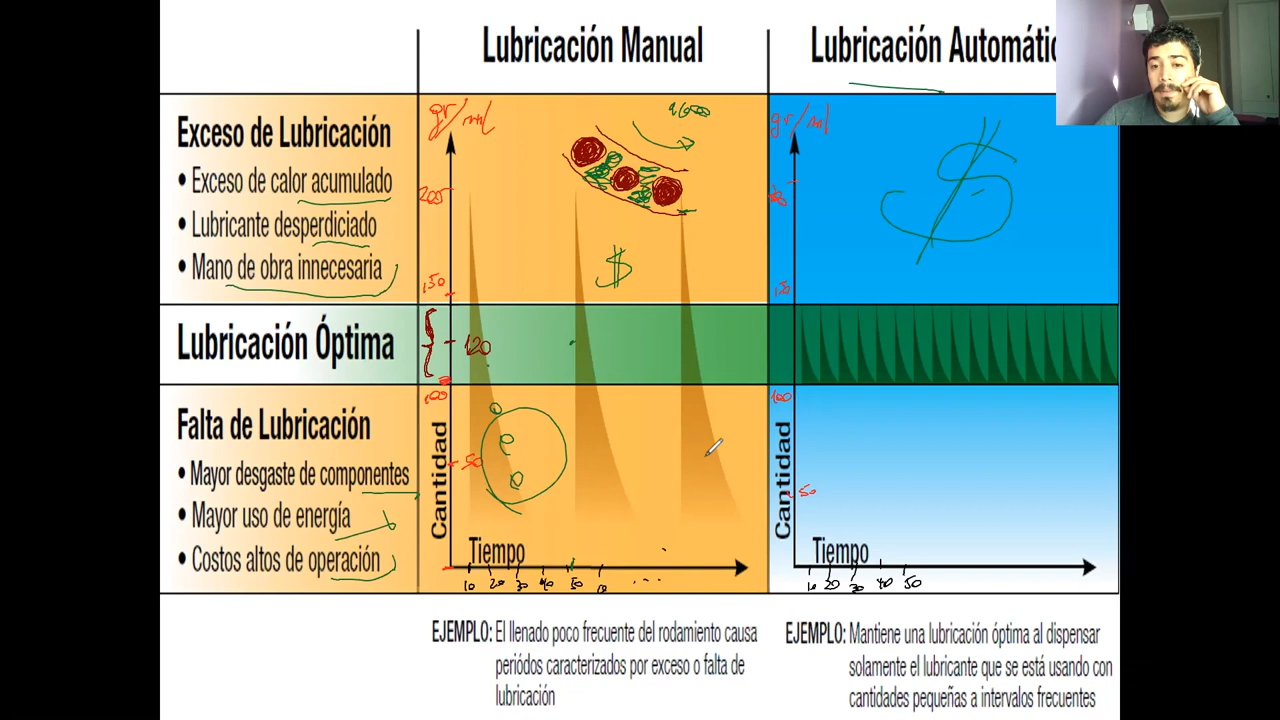 Lubricación Manual
Lubricación Automátic
Exceso de Lubricación
• Exceso de calor acumulado
• Lubricante desperdiciado
• Mano de obra innecesaria
gr/ml
200
$
150
gr/ml
$
Lubricación Óptima
120
Falta de Lubricación
• Mayor desgaste de componentes
• Mayor uso de energía
• Costos altos de operación
100
50
Cantidad
Tiempo
10 20 30 40 50
100
50
Cantidad
Tiempo
10 20 30 40 50
EJEMPLO: El llenado poco frecuente del rodamiento causa
periódos caracterizados por exceso o falta de
lubricación
EJEMPLO: Mantiene una lubricación óptima al dispensar
solamente el lubricante que se está usando con
cantidades pequeñas a intervalos frecuentes